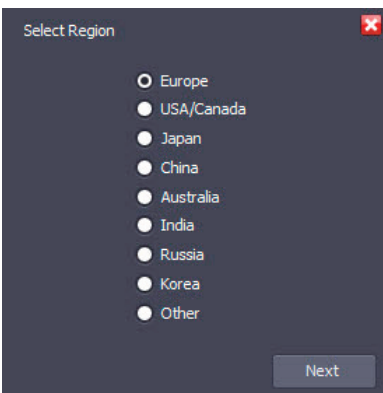 Select Region
Europe
USA/Canada
Japan
China
Australia
India
Russia
Korea
Other
Next